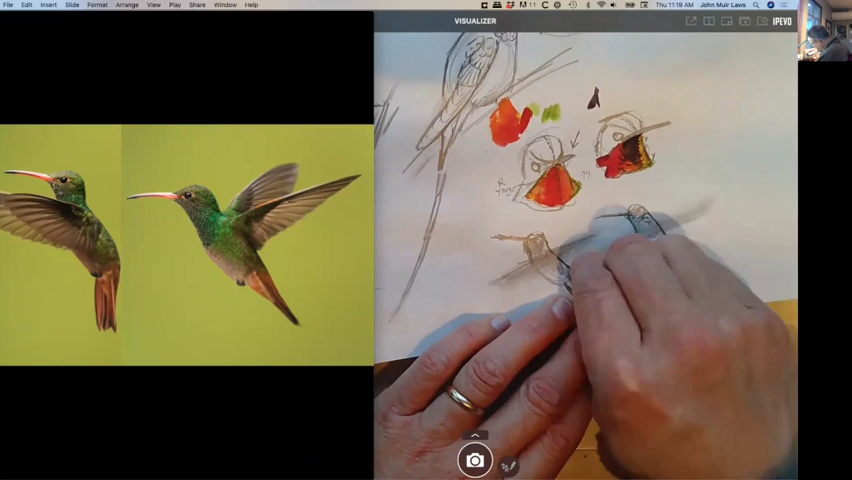 File Edit Insert Slide Format Arrange View Play Share Window Help
11
Thu 11:19 AM John Muir Laws
VISUALIZER
IPEVO